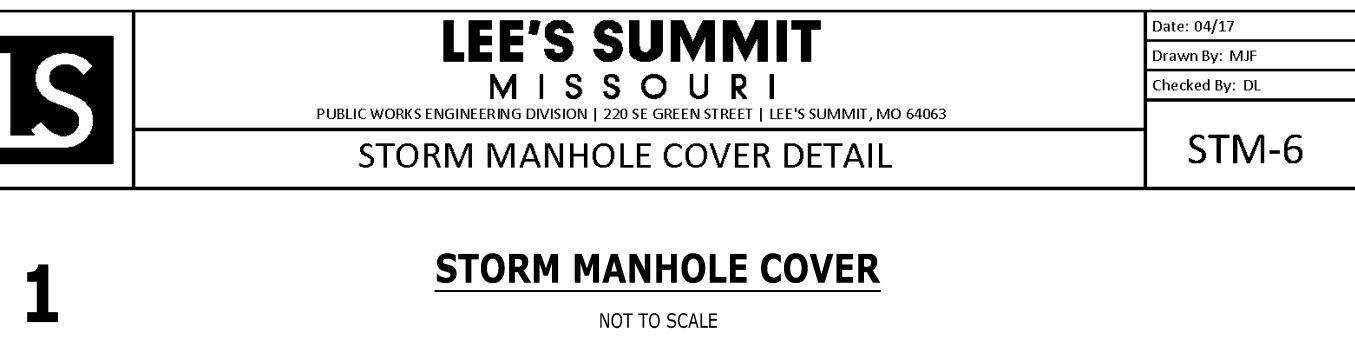 LS
LEE'S SUMMIT
MISSOURI
PUBLIC WORKS ENGINEERING DIVISION | 220 SE GREEN STREET | LEE'S SUMMIT, MO 64063
STORM MANHOLE COVER DETAIL
Date: 04/17
Drawn By: MJF
Checked By: DL
STM-6
1
STORM MANHOLE COVER
NOT TO SCALE